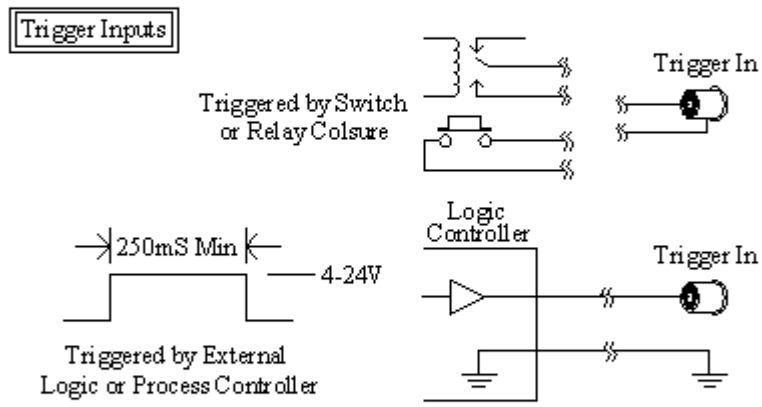 Trigger Inputs
Trigger In
Triggered by Switch
or Relay Colsure
Logic
Controller
250mS Min
4-24V
Trigger In
Triggered by External
Logic or Process Controller